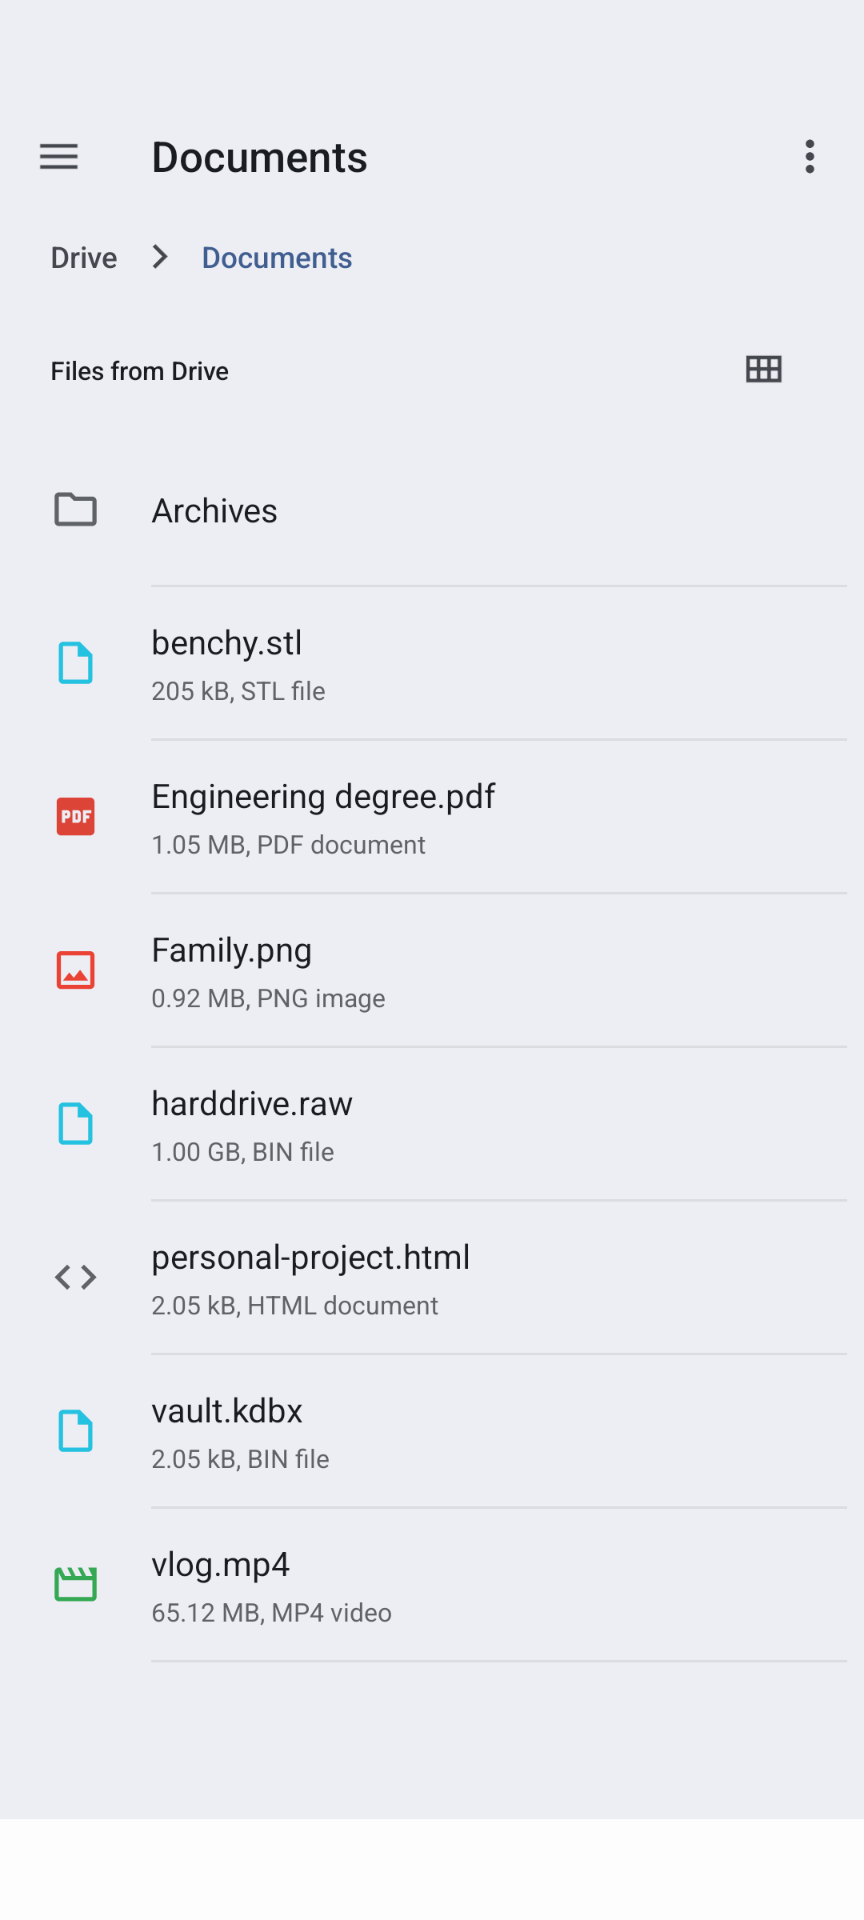 Documents
Drive Documents
Files from Drive
Archives
benchy.stl
205 kB, STL file
PDF
Engineering degree.pdf
1.05 MB, PDF document
Family.png
0.92 MB, PNG image
harddrive.raw
1.00 GB, BIN file
personal-project.html
2.05 kB, HTML document
vault.kdbx
2.05 kB, BIN file
vlog.mp4
65.12 MB, MP4 video